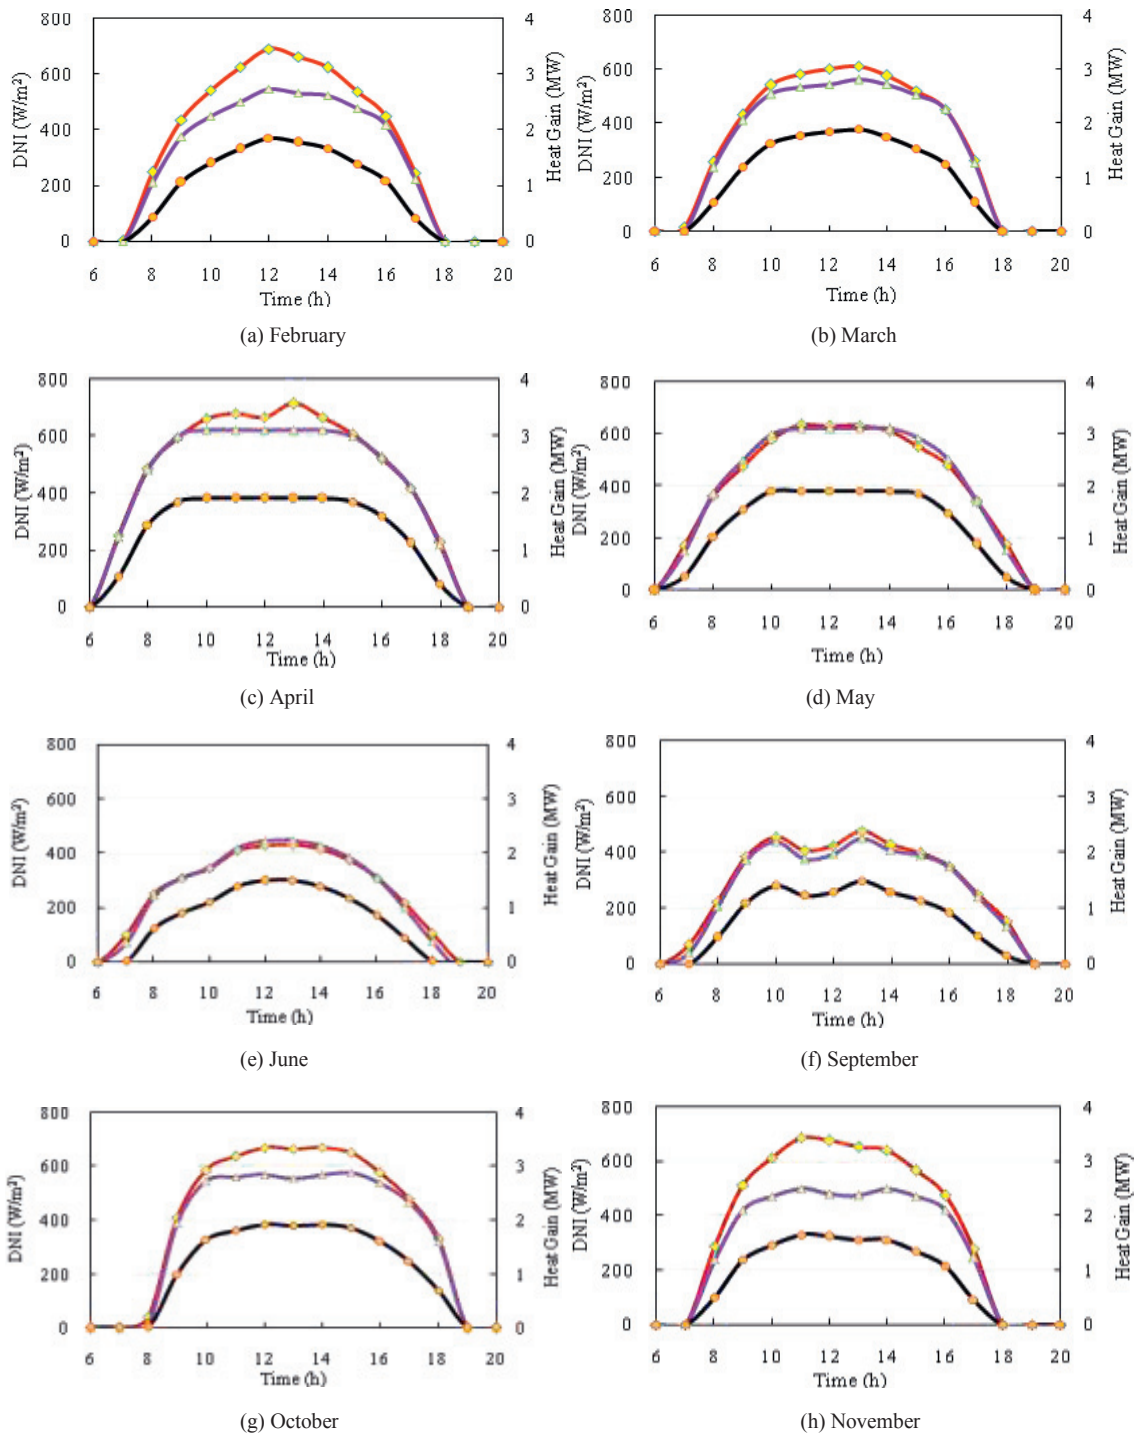 800
600
400
200
0
DNI (W/m²)
4
3
2
1
0
Heat Gain (MW)
6 8 10 12 14 16 18 20
Time (h)
(a) February
800
600
400
200
0
DNI (W/m²)
4
3
2
1
0
Heat Gain (MW)
6 8 10 12 14 16 18 20
Time (h)
(b) March
800
600
400
200
0
DNI (W/m²)
4
3
2
1
0
Heat Gain (MW)
6 8 10 12 14 16 18 20
Time (h)
(c) April
800
600
400
200
0
DNI (W/m²)
4
3
2
1
0
Heat Gain (MW)
6 8 10 12 14 16 18 20
Time (h)
(d) May
800
600
400
200
0
DNI (W/m²)
4
3
2
1
0
Heat Gain (MW)
6 8 10 12 14 16 18 20
Time (h)
(e) June
800
600
400
200
0
DNI (W/m²)
4
3
2
1
0
Heat Gain (MW)
6 8 10 12 14 16 18 20
Time (h)
(f) September
800
600
400
200
0
DNI (W/m²)
4
3
2
1
0
Heat Gain (MW)
6 8 10 12 14 16 18 20
Time (h)
(g) October
800
600
400
200
0
DNI (W/m²)
4
3
2
1
0
Heat Gain (MW)
6 8 10 12 14 16 18 20
Time (h)
(h) November